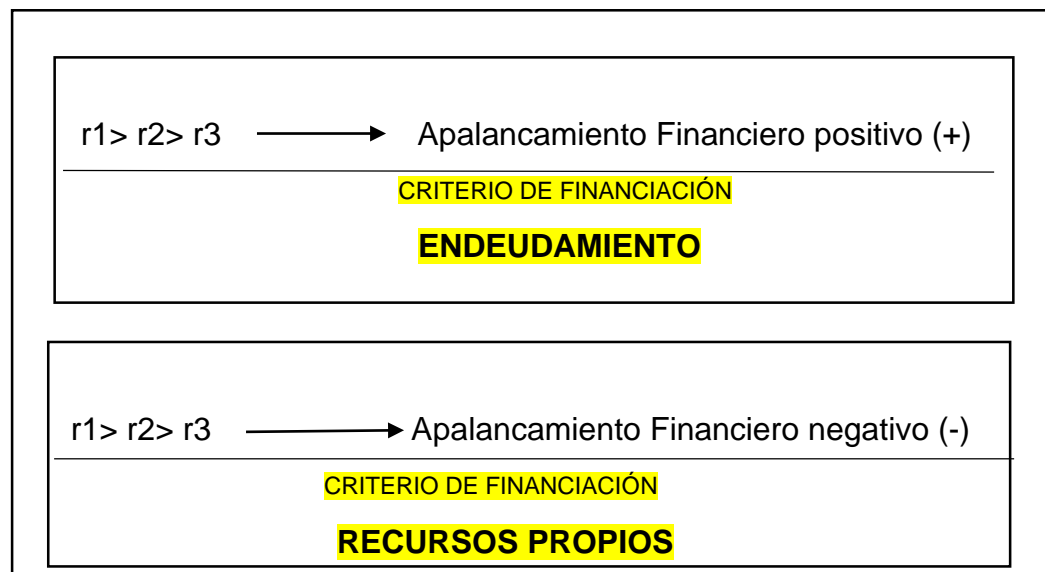 r1> r2> r3 Apalancamiento Financiero positivo (+)
CRITERIO DE FINANCIACIÓN
ENDEUDAMIENTO
r1> r2> r3 Apalancamiento Financiero negativo (-)
CRITERIO DE FINANCIACIÓN
RECURSOS PROPIOS